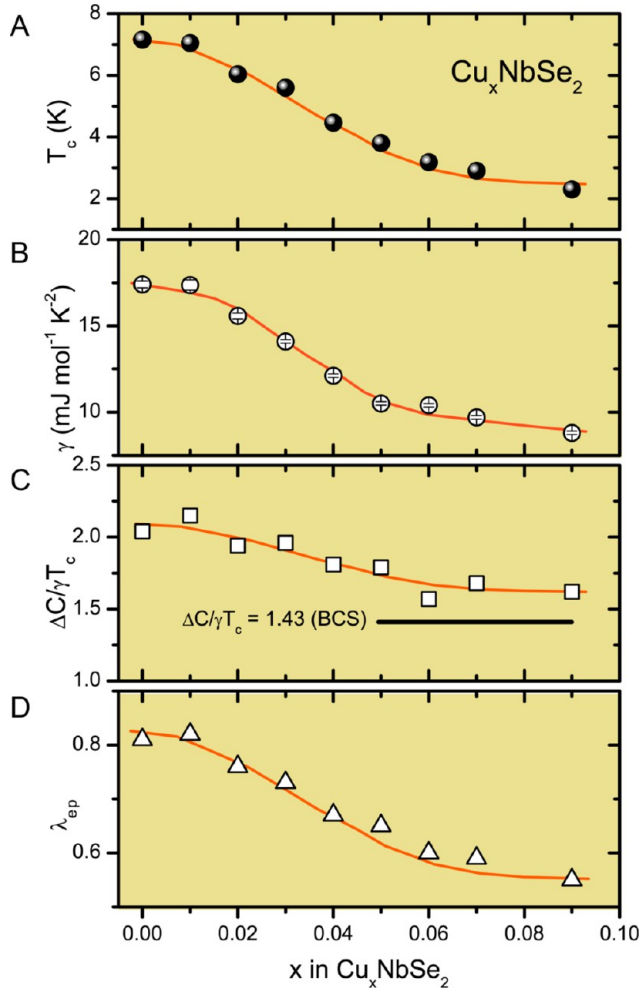 A
8
6
4
2
T_c (K)
Cu_xNbSe_2
B
20
15
10
γ (mJ mol^-1 K^-2)
C
2.5
2.0
1.5
1.0
ΔC/γT_c
ΔC/γT_c = 1.43 (BCS)
D
0.8
0.6
λ_ep
0.00 0.02 0.04 0.06 0.08 0.10
x in Cu_xNbSe_2